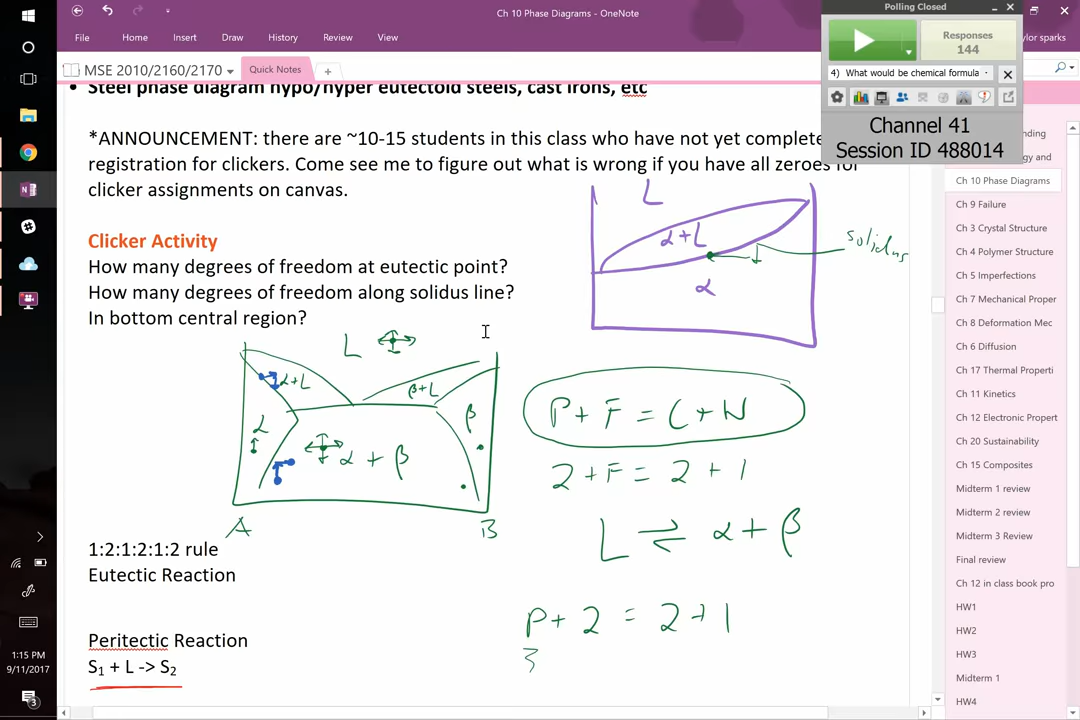 Ch 10 Phase Diagrams - OneNote
Polling Closed
File Home Insert Draw History Review View
Responses
144
MSE 2010/2160/2170 Quick Notes
4) What would be chemical formula
Channel 41
Session ID 488014
Steel phase diagram hypo/hyper eutectoid steels, cast irons, etc
*ANNOUNCEMENT: there are ~10-15 students in this class who have not yet complete
registration for clickers. Come see me to figure out what is wrong if you have all zeroes for
clicker assignments on canvas.
Clicker Activity
How many degrees of freedom at eutectic point?
How many degrees of freedom along solidus line?
In bottom central region?
L
α+L
solidus
α
L
α+L
β+L
α
β
α + β
A
B
P + F = C + N
2 + F = 2 + 1
L ⇌ α + β
P + 2 = 2 + 1
3
1:2:1:2:1:2 rule
Eutectic Reaction
Peritectic Reaction
S₁ + L -> S₂
Ch 10 Phase Diagrams
Ch 9 Failure
Ch 3 Crystal Structure
Ch 4 Polymer Structure
Ch 5 Imperfections
Ch 7 Mechanical Proper
Ch 8 Deformation Mec
Ch 6 Diffusion
Ch 17 Thermal Properti
Ch 11 Kinetics
Ch 12 Electronic Propert
Ch 20 Sustainability
Ch 15 Composites
Midterm 1 review
Midterm 2 review
Midterm 3 Review
Final review
Ch 12 in class book pro
HW1
HW2
HW3
Midterm 1
HW4
1:15 PM
9/11/2017
3